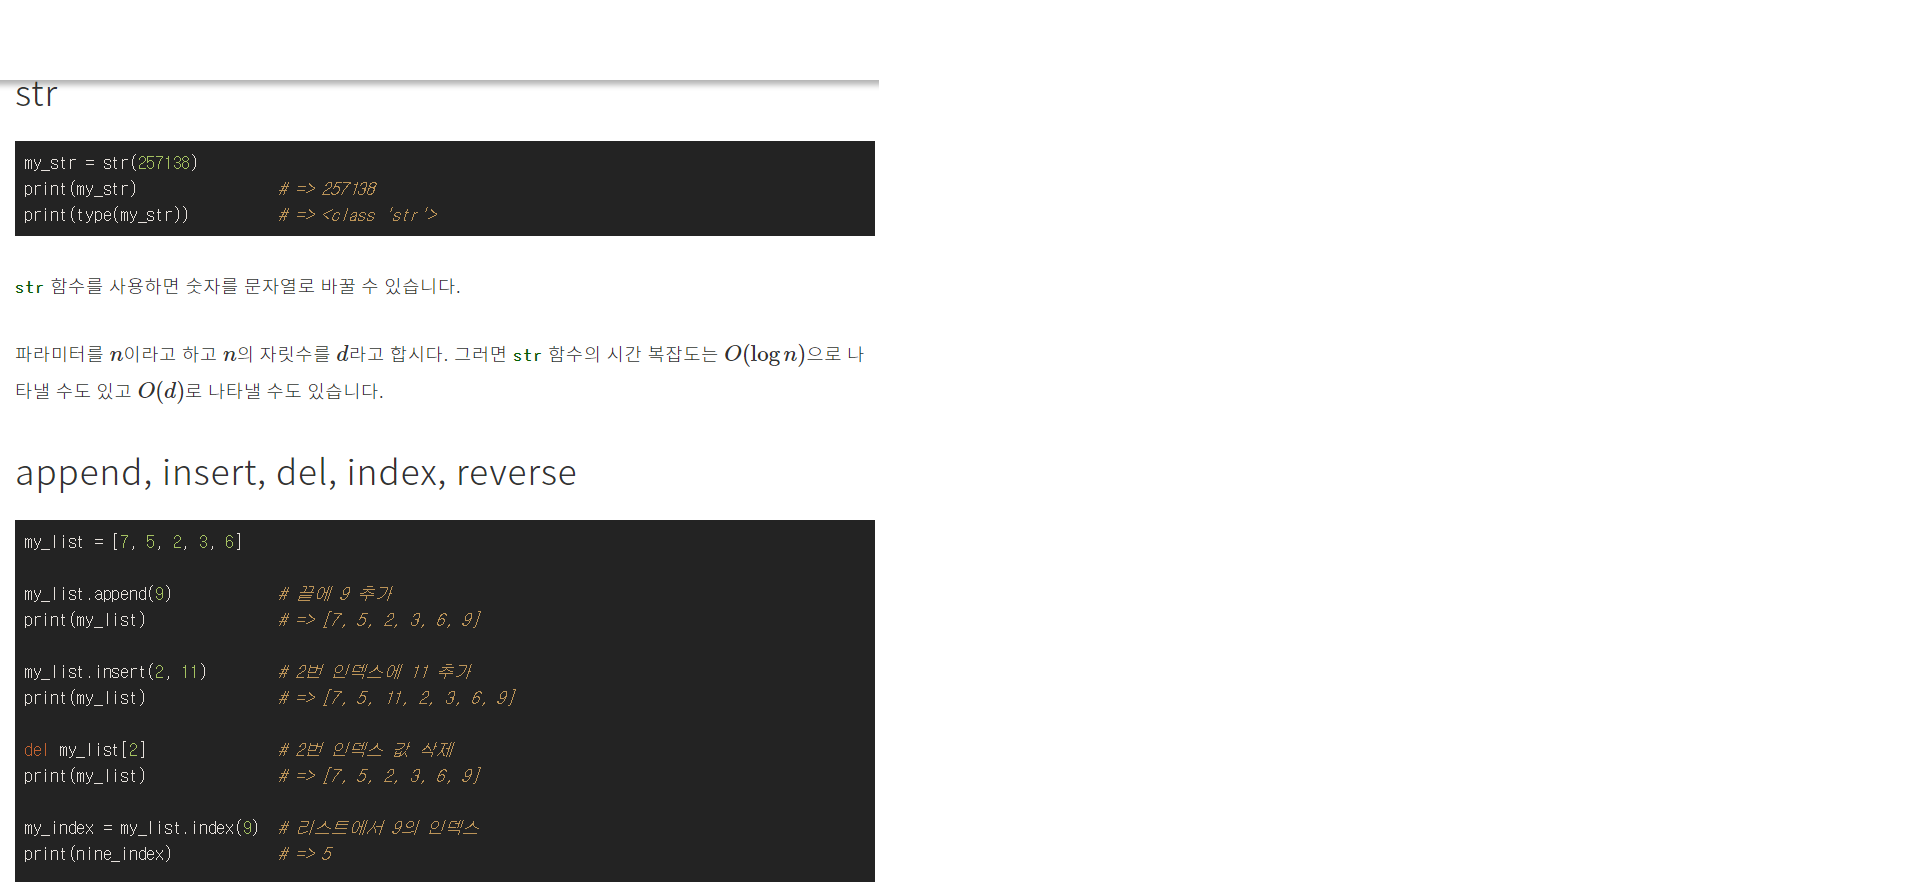 str
my_str = str(257138)
print(my_str) # => 257138
print(type(my_str)) # => <class 'str'>
str 함수를 사용하면 숫자를 문자열로 바꿀 수 있습니다.
파라미터를 n이라고 하고 n의 자릿수를 d라고 합시다. 그러면 str 함수의 시간 복잡도는 O(log n)으로 나
타낼 수도 있고 O(d)로 나타낼 수도 있습니다.
append, insert, del, index, reverse
my_list = [7, 5, 2, 3, 6]
my_list.append(9) # 끝에 9 추가
print(my_list) # => [7, 5, 2, 3, 6, 9]
my_list.insert(2, 11) # 2번 인덱스에 11 추가
print(my_list) # => [7, 5, 11, 2, 3, 6, 9]
del my_list[2] # 2번 인덱스 값 삭제
print(my_list) # => [7, 5, 2, 3, 6, 9]
my_index = my_list.index(9) # 리스트에서 9의 인덱스
print(nine_index) # => 5